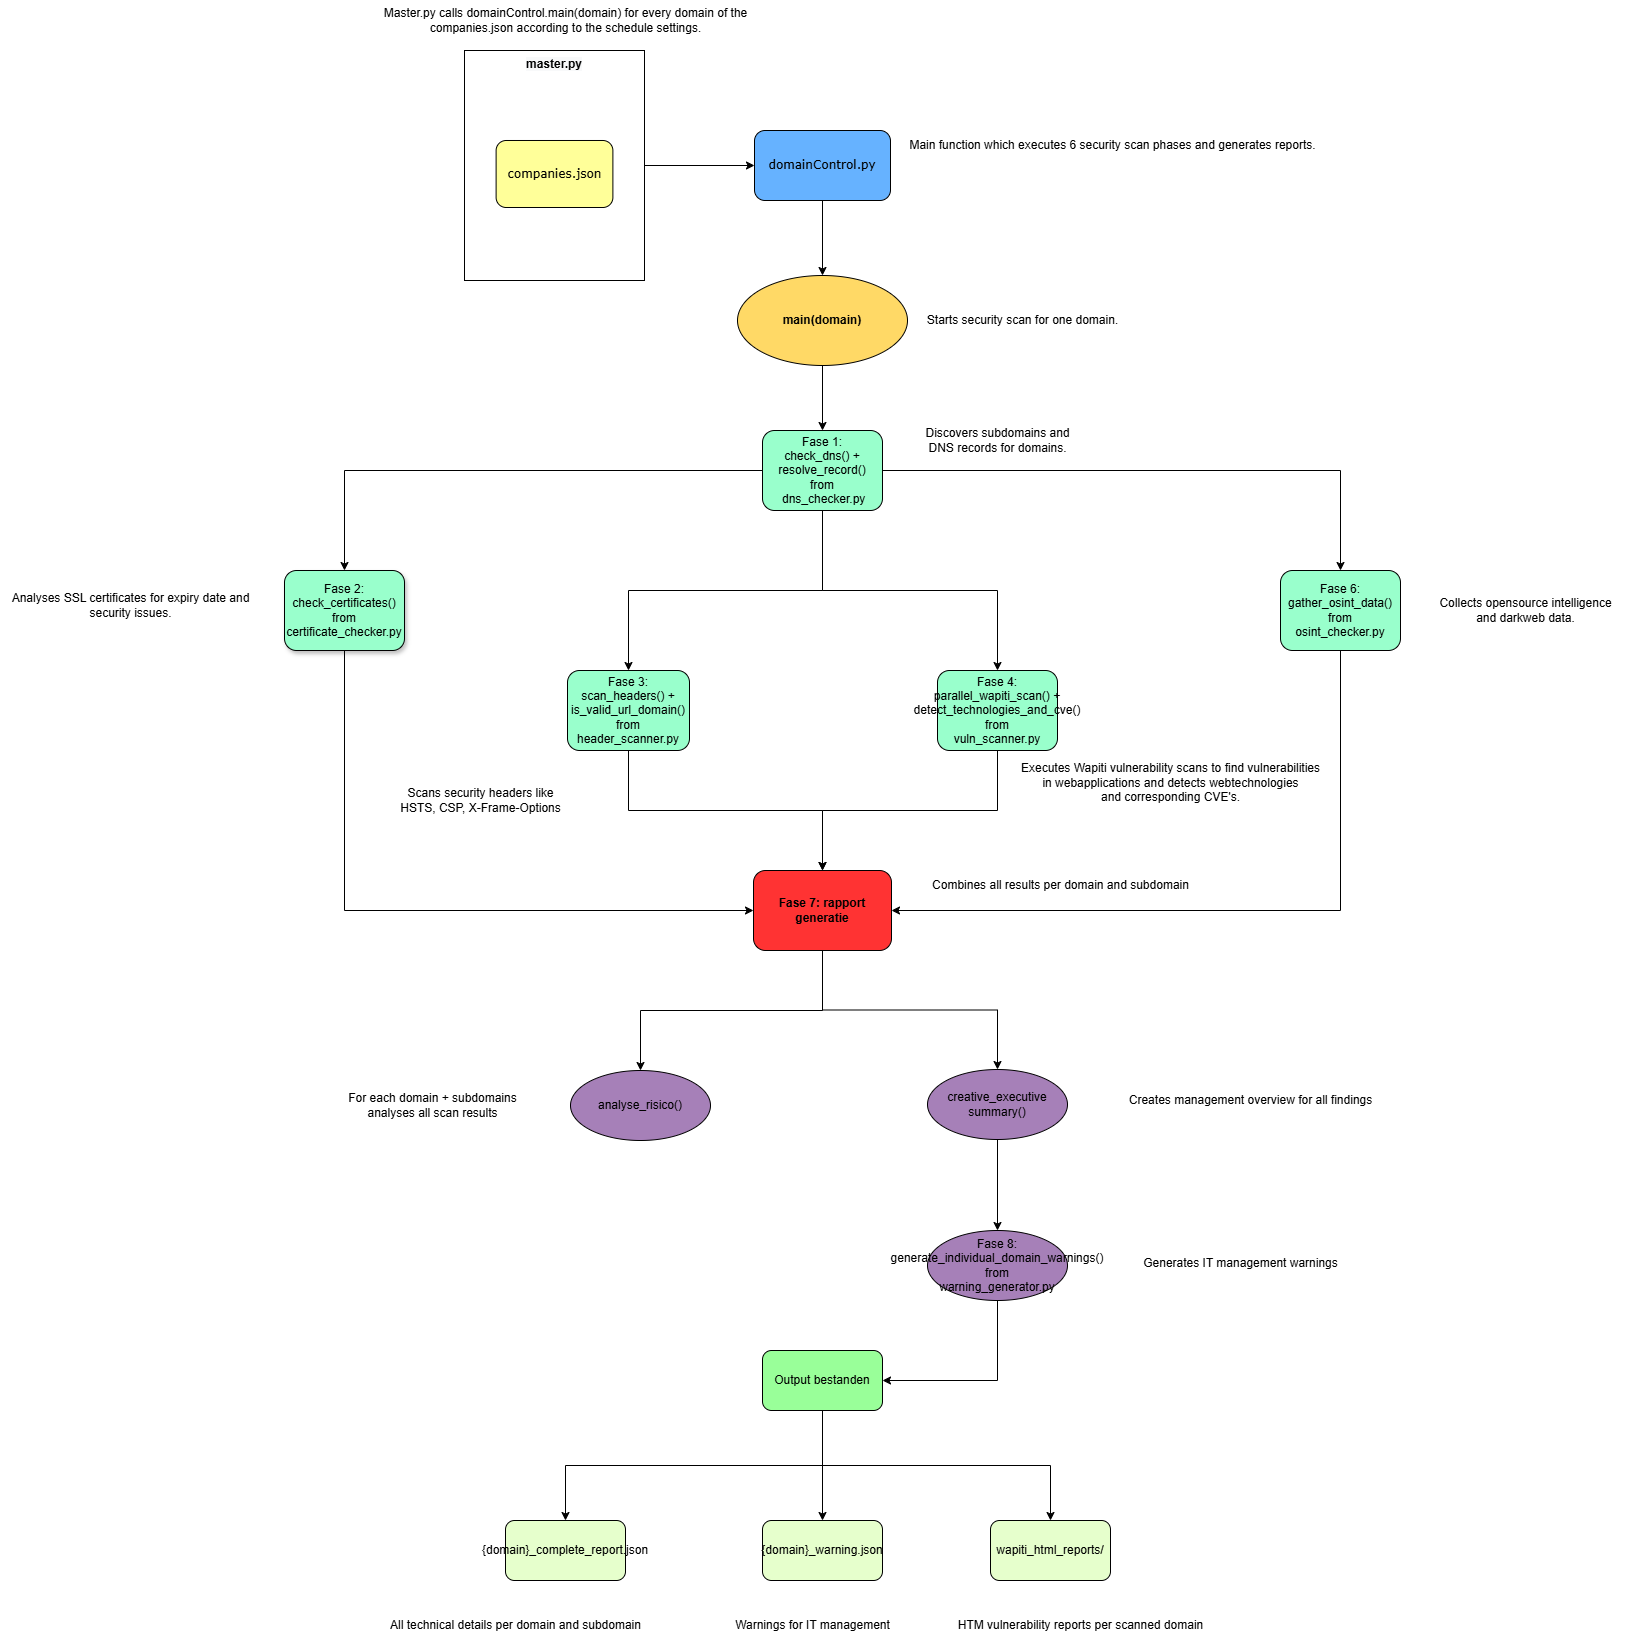 Master.py calls domainControl.main(domain) for every domain of the
companies.json according to the schedule settings.
master.py
companies.json
domainControl.py
Main function which executes 6 security scan phases and generates reports.
main(domain)
Starts security scan for one domain.
Fase 1:
check_dns() +
resolve_record()
from
dns_checker.py
Discovers subdomains and
DNS records for domains.
Analyses SSL certificates for expiry date and
security issues.
Fase 2:
check_certificates()
from
certificate_checker.py
Fase 6:
gather_osint_data()
from
osint_checker.py
Collects opensource intelligence
and darkweb data.
Fase 3:
scan_headers() +
is_valid_url_domain()
from
header_scanner.py
Fase 4:
parallel_wapiti_scan() +
detect_technologies_and_cve()
from
vuln_scanner.py
Scans security headers like
HSTS, CSP, X-Frame-Options
Executes Wapiti vulnerability scans to find vulnerabilities
in webapplications and detects webtechnologies
and corresponding CVE's.
Fase 7: rapport
generatie
Combines all results per domain and subdomain
For each domain + subdomains
analyses all scan results
analyse_risico()
creative_executive
summary()
Creates management overview for all findings
Fase 8:
generate_individual_domain_warnings()
from
warning_generator.py
Generates IT management warnings
Output bestanden
{domain}_complete_report.json
{domain}_warning.json
wapiti_html_reports/
All technical details per domain and subdomain
Warnings for IT management
HTM vulnerability reports per scanned domain